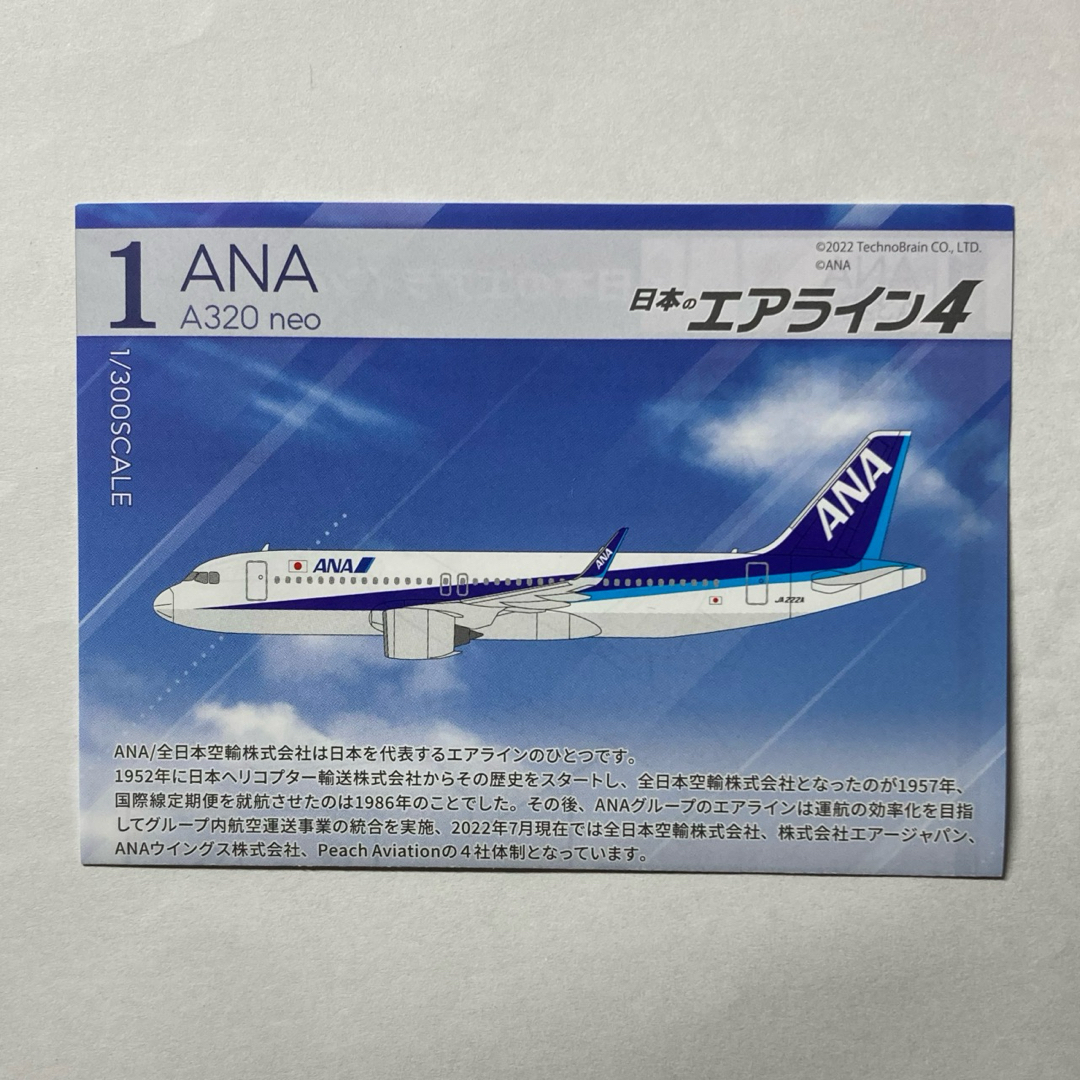 1
ANA
A320 neo
©2022 TechnoBrain CO., LTD.
©ANA
日本のエアライン4
1/300SCALE
ANA
ANA
ANA
ANA/全日本空輸株式会社は日本を代表するエアラインのひとつです。
1952年に日本ヘリコプター輸送株式会社からその歴史をスタートし、全日本空輸株式会社となったのが1957年、
国際線定期便を就航させたのは1986年のことでした。その後、ANAグループのエアラインは運航の効率化を目指
してグループ内航空運送事業の統合を実施、2022年7月現在では全日本空輸株式会社、株式会社エアージャパン、
ANAウイングス株式会社、Peach Aviationの４社体制となっています。